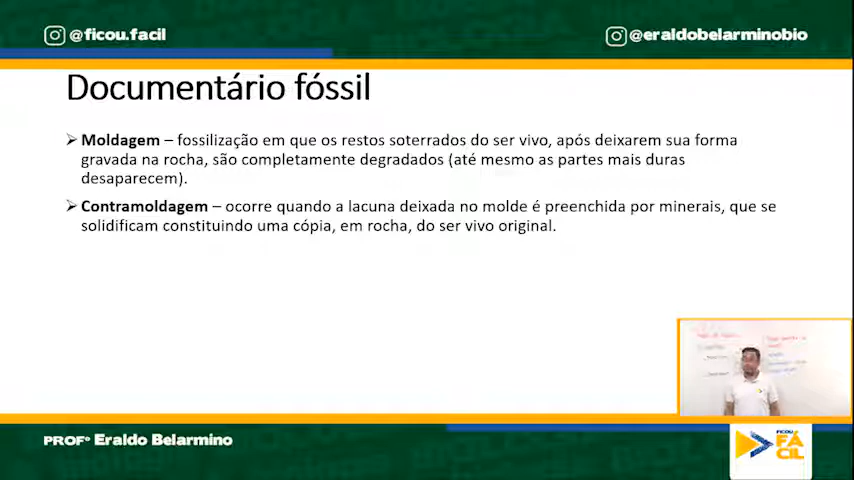 @ficou.facil
@eraldobelarminobio
Documentário fóssil
➢ Moldagem – fossilização em que os restos soterrados do ser vivo, após deixarem sua forma
gravada na rocha, são completamente degradados (até mesmo as partes mais duras
desaparecem).
➢ Contramoldagem – ocorre quando a lacuna deixada no molde é preenchida por minerais, que se
solidificam constituindo uma cópia, em rocha, do ser vivo original.
PROFº Eraldo Belarmino
FICOU
FÁ
CIL